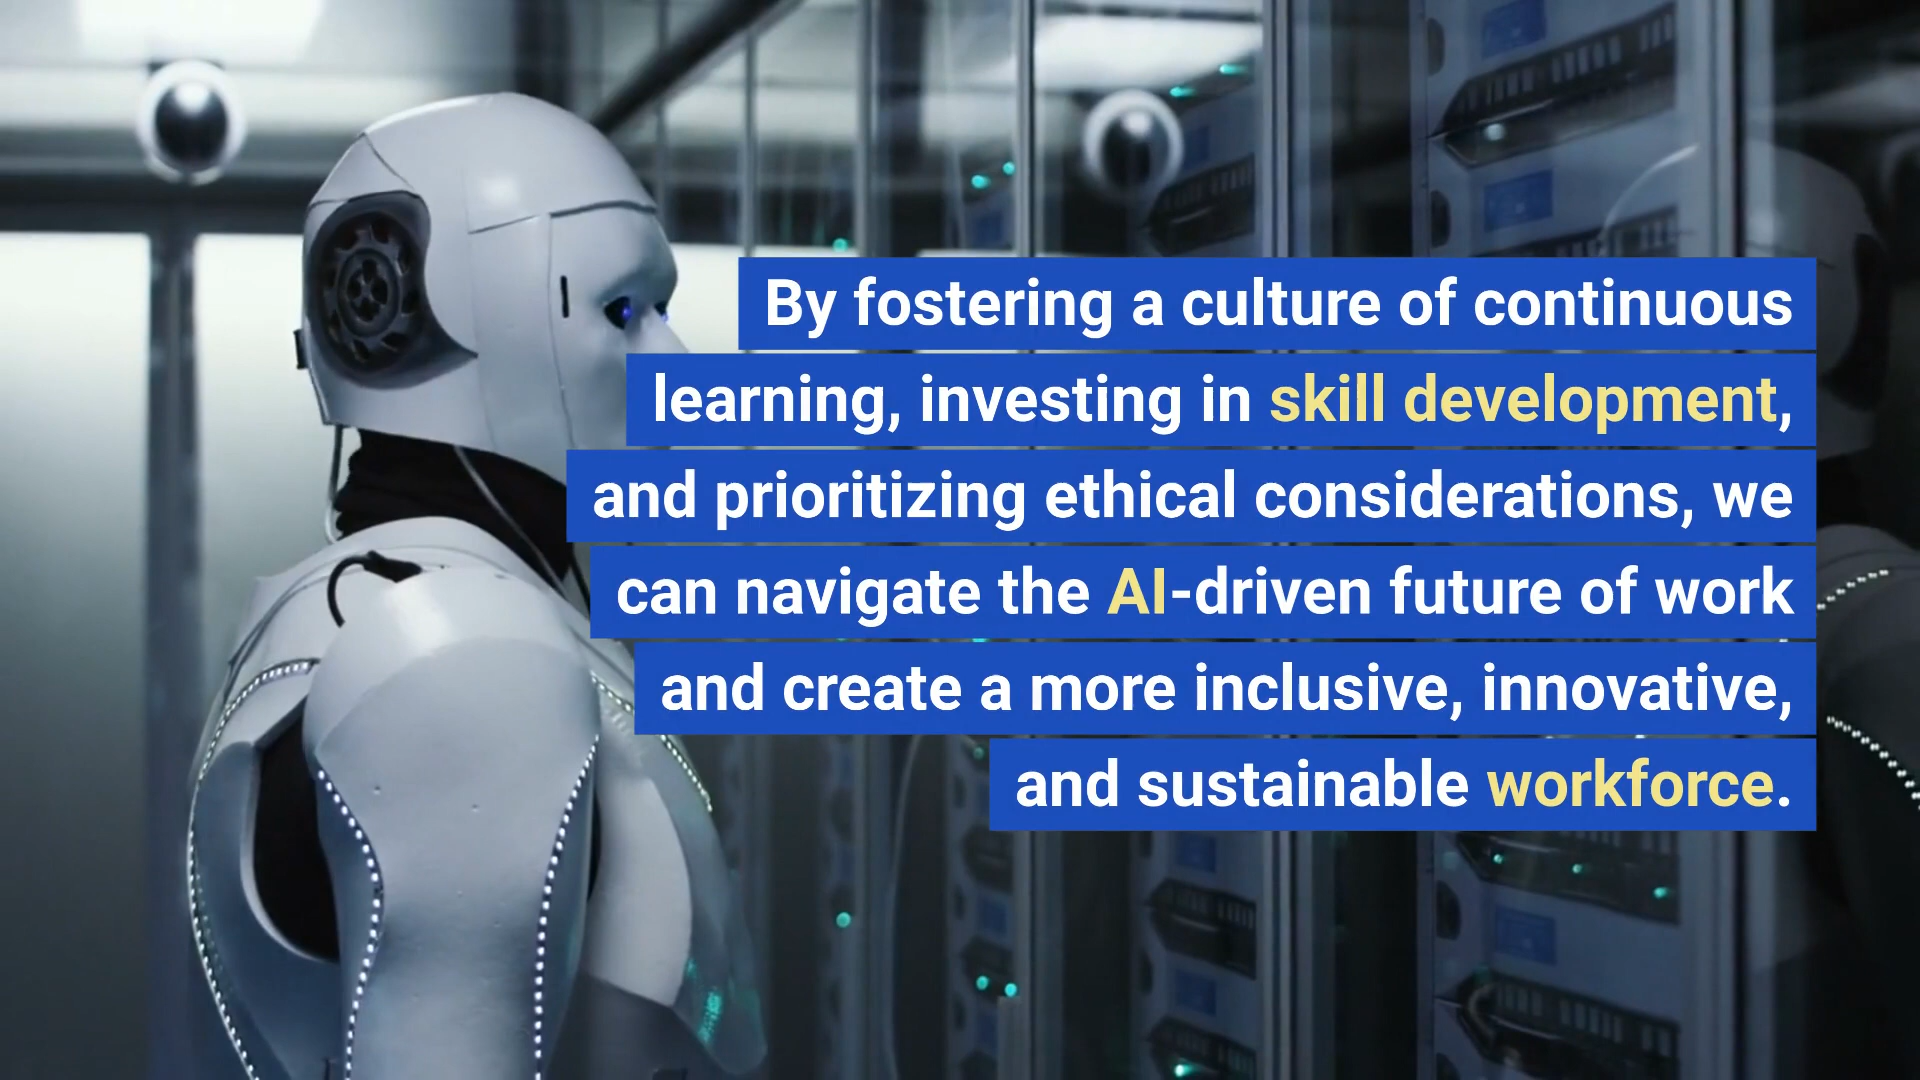 By fostering a culture of continuous
learning, investing in skill development,
and prioritizing ethical considerations, we
can navigate the AI-driven future of work
and create a more inclusive, innovative,
and sustainable workforce.